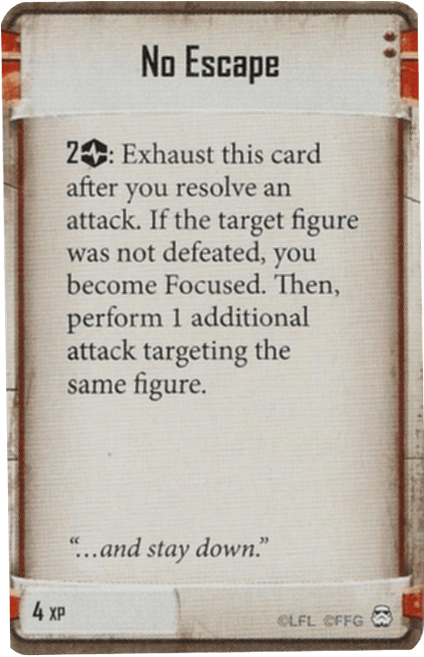 No Escape
2: Exhaust this card
after you resolve an
attack. If the target figure
was not defeated, you
become Focused. Then,
perform 1 additional
attack targeting the
same figure.
“...and stay down.”
4 XP
©LFL ©FFG